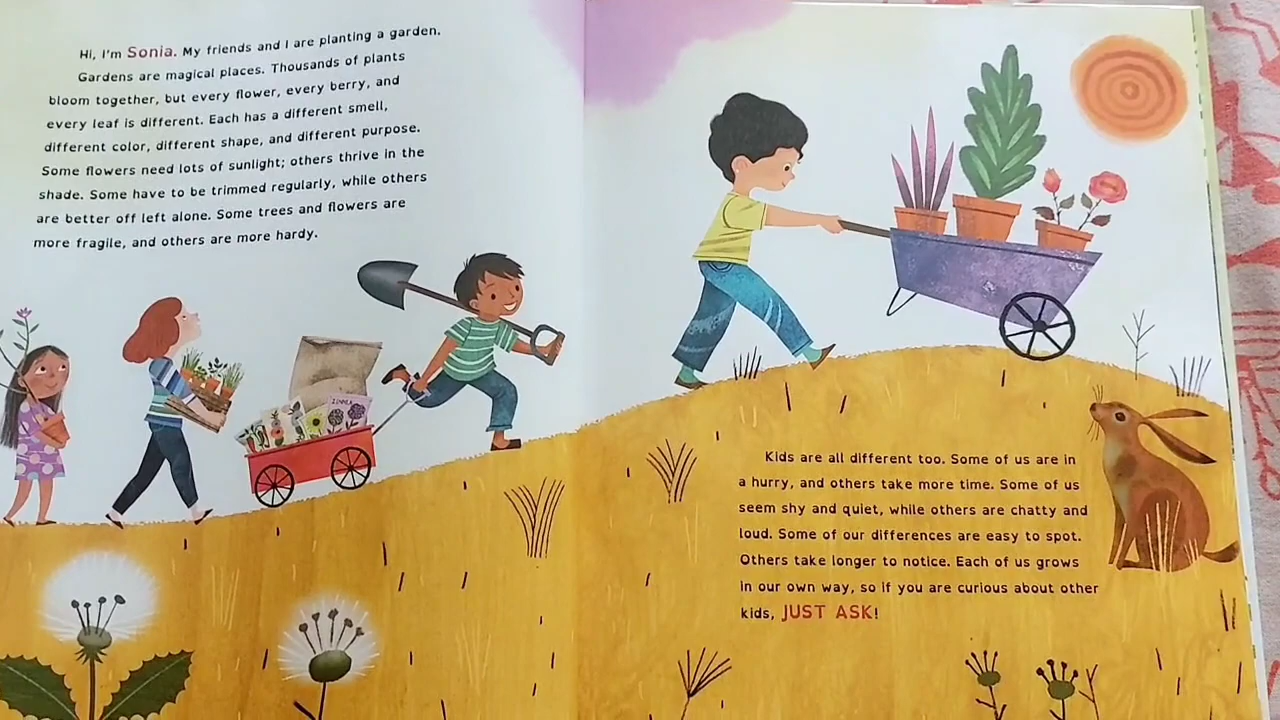 Hi, I'm Sonia. My friends and I are planting a garden.
Gardens are magical places. Thousands of plants
bloom together, but every flower, every berry, and
every leaf is different. Each has a different smell,
different color, different shape, and different purpose.
Some flowers need lots of sunlight; others thrive in the
shade. Some have to be trimmed regularly, while others
are better off left alone. Some trees and flowers are
more fragile, and others are more hardy.
ZINNIA
Kids are all different too. Some of us are in
a hurry, and others take more time. Some of us
seem shy and quiet, while others are chatty and
loud. Some of our differences are easy to spot.
Others take longer to notice. Each of us grows
in our own way, so if you are curious about other
kids, JUST ASK!